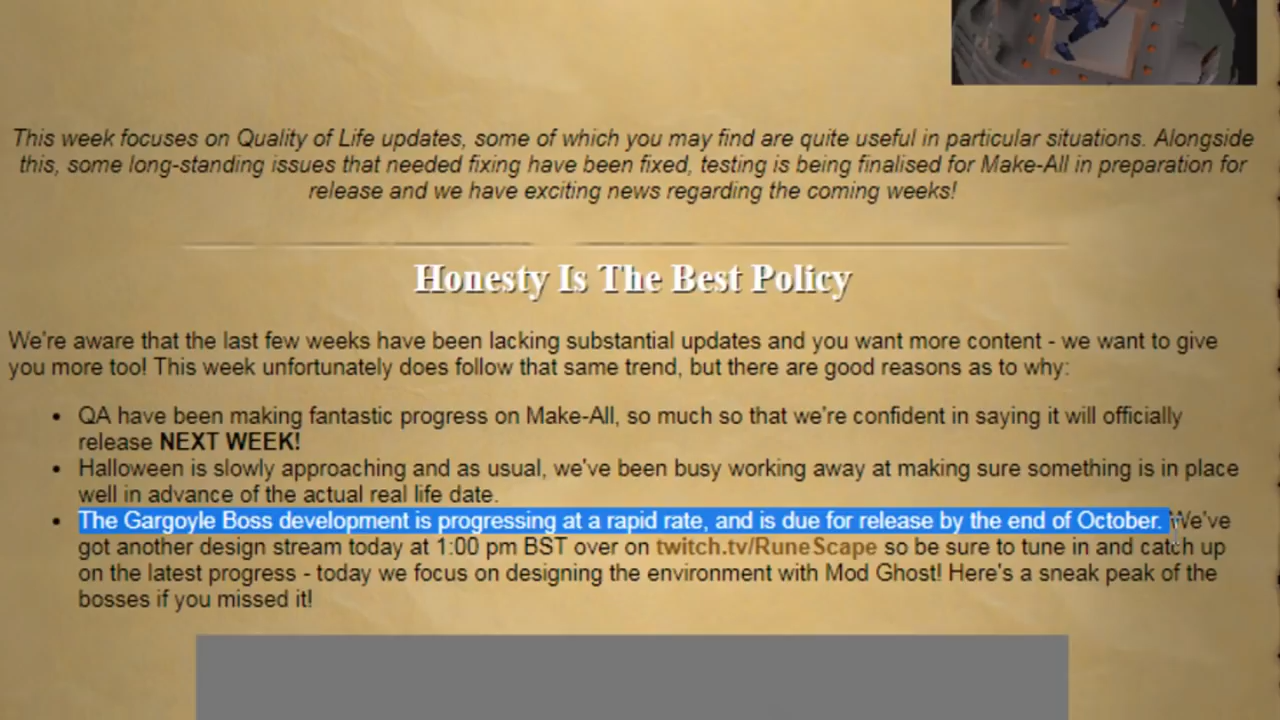 This week focuses on Quality of Life updates, some of which you may find are quite useful in particular situations. Alongside
this, some long-standing issues that needed fixing have been fixed, testing is being finalised for Make-All in preparation for
release and we have exciting news regarding the coming weeks!
Honesty Is The Best Policy
We're aware that the last few weeks have been lacking substantial updates and you want more content - we want to give
you more too! This week unfortunately does follow that same trend, but there are good reasons as to why:
• QA have been making fantastic progress on Make-All, so much so that we're confident in saying it will officially
release NEXT WEEK!
• Halloween is slowly approaching and as usual, we've been busy working away at making sure something is in place
well in advance of the actual real life date.
• The Gargoyle Boss development is progressing at a rapid rate, and is due for release by the end of October. We've
got another design stream today at 1:00 pm BST over on twitch.tv/RuneScape so be sure to tune in and catch up
on the latest progress - today we focus on designing the environment with Mod Ghost! Here's a sneak peak of the
bosses if you missed it!